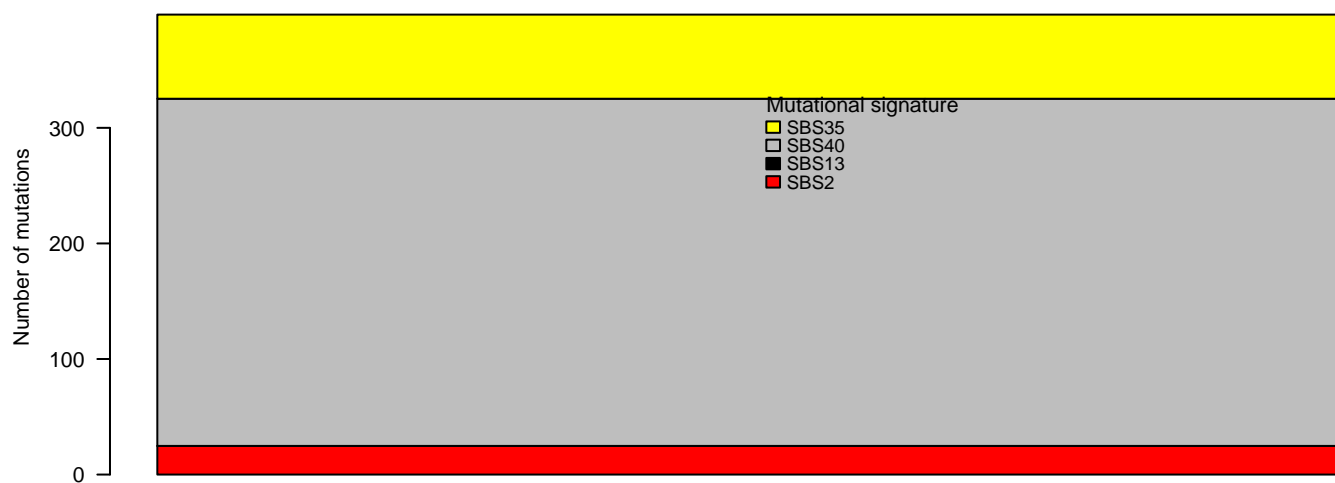 Number of mutations
300
200
100
0
Mutational signature
SBS35
SBS40
SBS13
SBS2